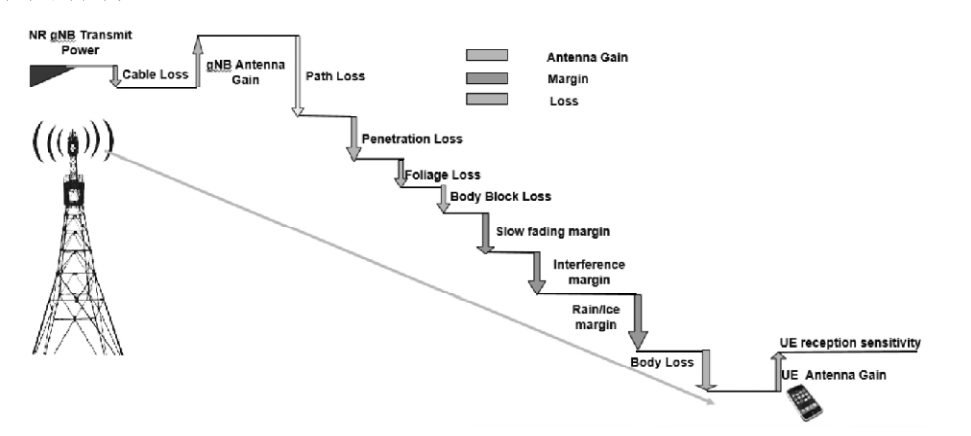 NR gNB Transmit
Power
Cable Loss
gNB Antenna
Gain
Path Loss
Antenna Gain
Margin
Loss
Penetration Loss
Foliage Loss
Body Block Loss
Slow fading margin
Interference
margin
Rain/Ice
margin
Body Loss
UE reception sensitivity
UE Antenna Gain